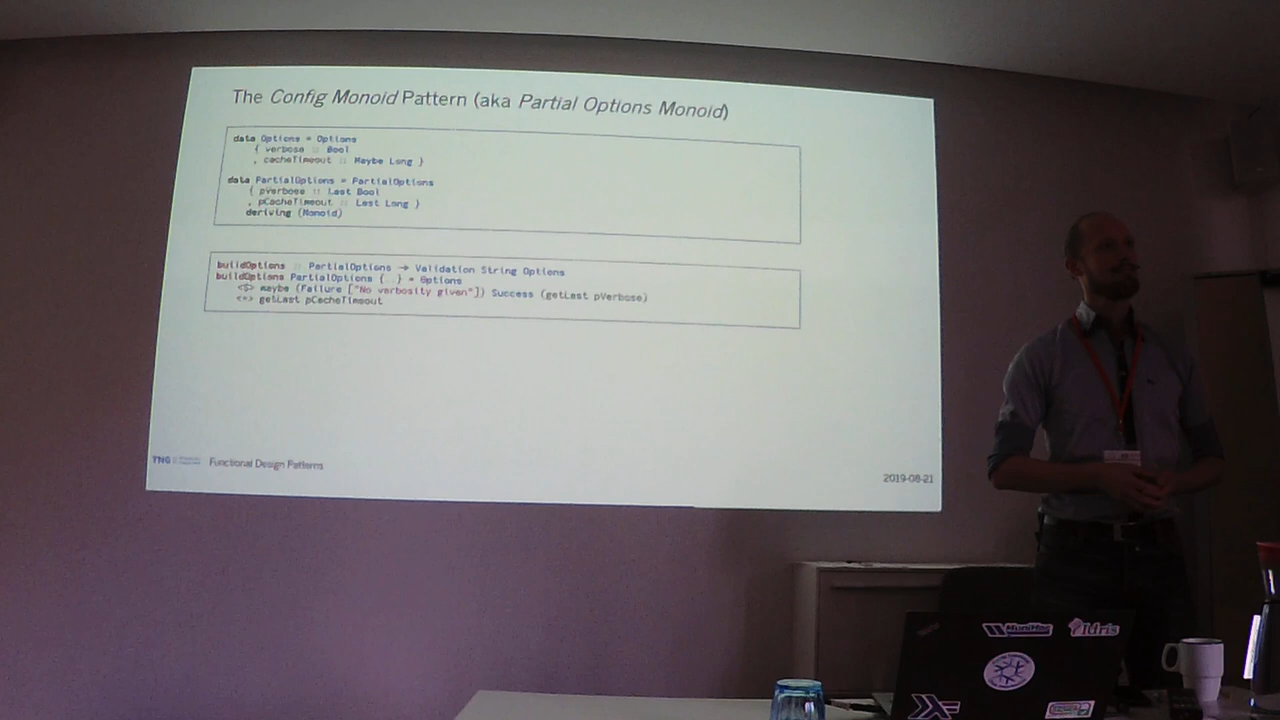 The Config Monoid Pattern (aka Partial Options Monoid)
data Options = Options
{ verbose :: Bool
, cacheTimeout :: Maybe Long }
data PartialOptions = PartialOptions
{ pVerbose :: Last Bool
, pCacheTimeout :: Last Long }
deriving (Monoid)
buildOptions :: PartialOptions -> Validation String Options
buildOptions PartialOptions {..} = Options
<$> maybe (Failure ["No verbosity given"]) Success (getLast pVerbose)
<*> getLast pCacheTimeout
TNG
Functional Design Patterns
2019-08-21
MuniHac
Idris